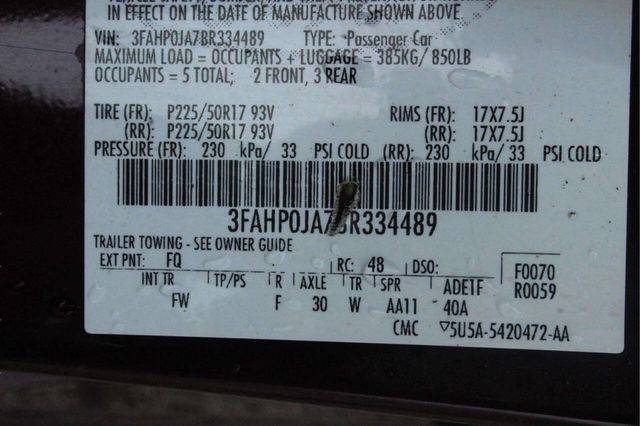 IN EFFECT ON THE DATE OF MANUFACTURE SHOWN ABOVE
VIN: 3FAHP0JA7BR334489 TYPE: Passenger Car
MAXIMUM LOAD = OCCUPANTS + LUGGAGE = 385KG/ 850LB
OCCUPANTS = 5 TOTAL; 2 FRONT, 3 REAR
TIRE (FR): P225/50R17 93V RIMS (FR): 17X7.5J
(RR): P225/50R17 93V (RR): 17X7.5J
PRESSURE (FR): 230 kPa/ 33 PSI COLD (RR): 230 kPa/ 33 PSI COLD
3FAHP0JA7BR334489
TRAILER TOWING - SEE OWNER GUIDE
EXT PNT: FQ RC: 48 DSO: F0070
INT TR TP/PS R AXLE TR SPR ADE1F R0059
FW F 30 W AA11 40A
CMC ▽5U5A-5420472-AA